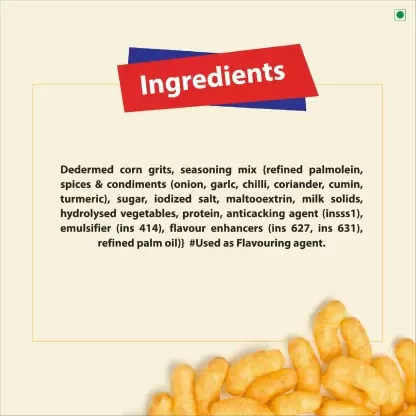 Ingredients
Dedermed corn grits, seasoning mix {refined palmolein,
spices & condiments (onion, garlc, chilli, coriander, cumin,
turmeric), sugar, iodized salt, maltooextrin, milk solids,
hydrolysed vegetables, protein, anticacking agent (insss1),
emulsifier (ins 414), flavour enhancers (ins 627, ins 631),
refined palm oil)} #Used as Flavouring agent.